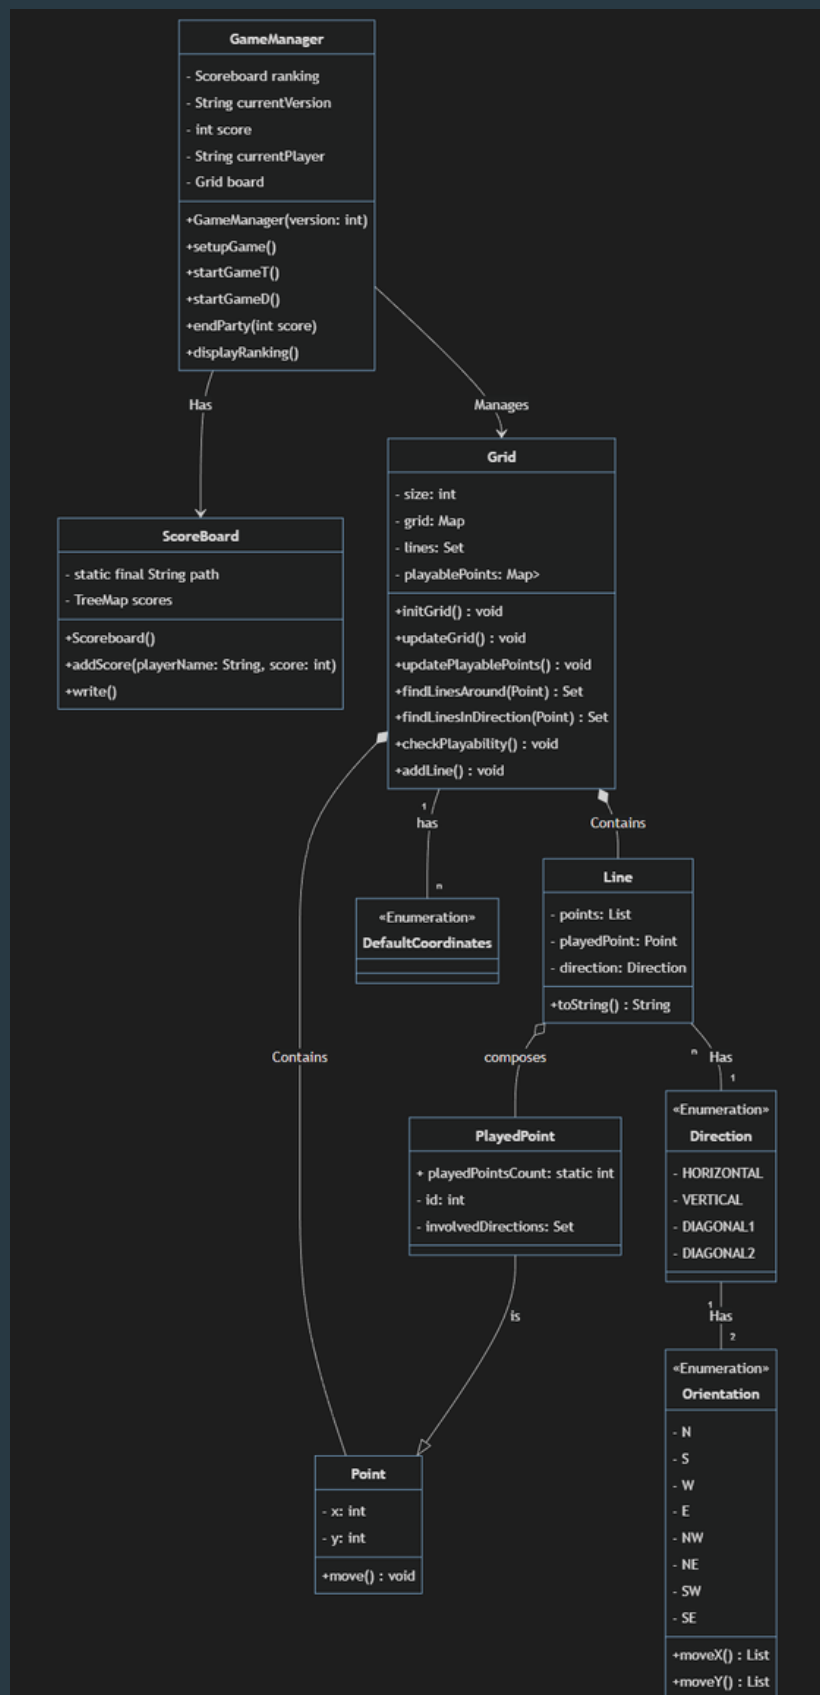 GameManager
- Scoreboard ranking
- String currentVersion
- int score
- String currentPlayer
- Grid board
+GameManager(version: int)
+setupGame()
+startGameT()
+startGameD()
+endParty(int score)
+displayRanking()
Has
Manages
Grid
- size: int
- grid: Map
- lines: Set
- playablePoints: Map>
+initGrid() : void
+updateGrid() : void
+updatePlayablePoints() : void
+findLinesAround(Point) : Set
+findLinesInDirection(Point) : Set
+checkPlayability() : void
+addLine() : void
ScoreBoard
- static final String path
- TreeMap scores
+Scoreboard()
+addScore(playerName: String, score: int)
+write()
1
has
n
Contains
«Enumeration»
DefaultCoordinates
Line
- points: List
- playedPoint: Point
- direction: Direction
+toString() : String
Contains
composes
n
Has
1
PlayedPoint
+ playedPointsCount: static int
- id: int
- involvedDirections: Set
«Enumeration»
Direction
- HORIZONTAL
- VERTICAL
- DIAGONAL1
- DIAGONAL2
is
1
Has
2
«Enumeration»
Orientation
- N
- S
- W
- E
- NW
- NE
- SW
- SE
+moveX() : List
+moveY() : List
Point
- x: int
- y: int
+move() : void